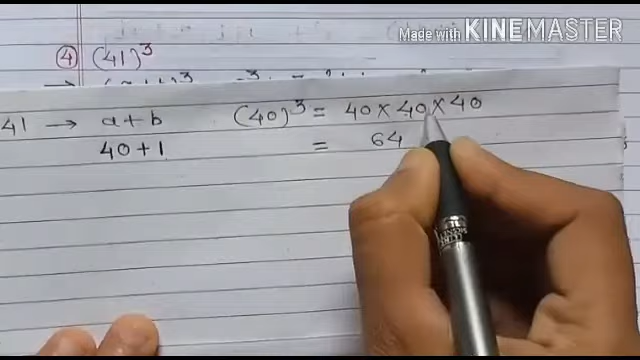 Made with KINEMASTER
④ (41)³
41 → a + b (40)³ = 40 × 40 × 40
40 + 1 = 64